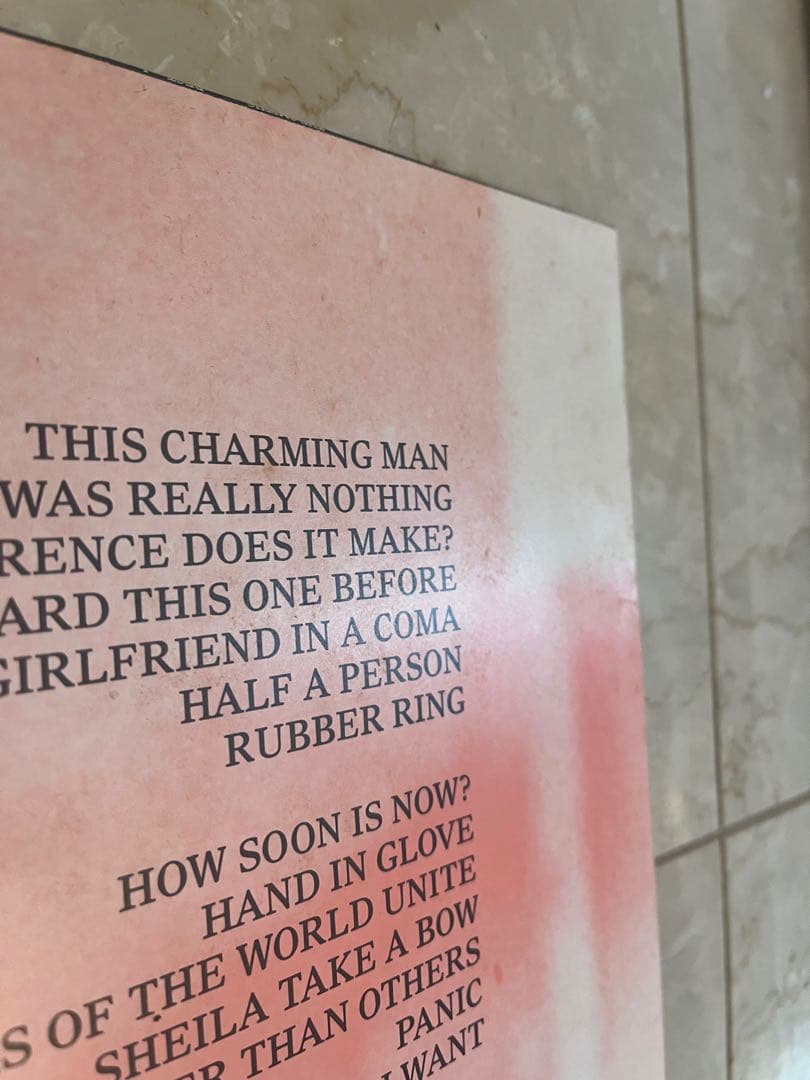 THIS CHARMING MAN
WAS REALLY NOTHING
RENCE DOES IT MAKE?
ARD THIS ONE BEFORE
GIRLFRIEND IN A COMA
HALF A PERSON
RUBBER RING
HOW SOON IS NOW?
HAND IN GLOVE
S OF THE WORLD UNITE
SHEILA TAKE A BOW
ER THAN OTHERS
PANIC
I WANT